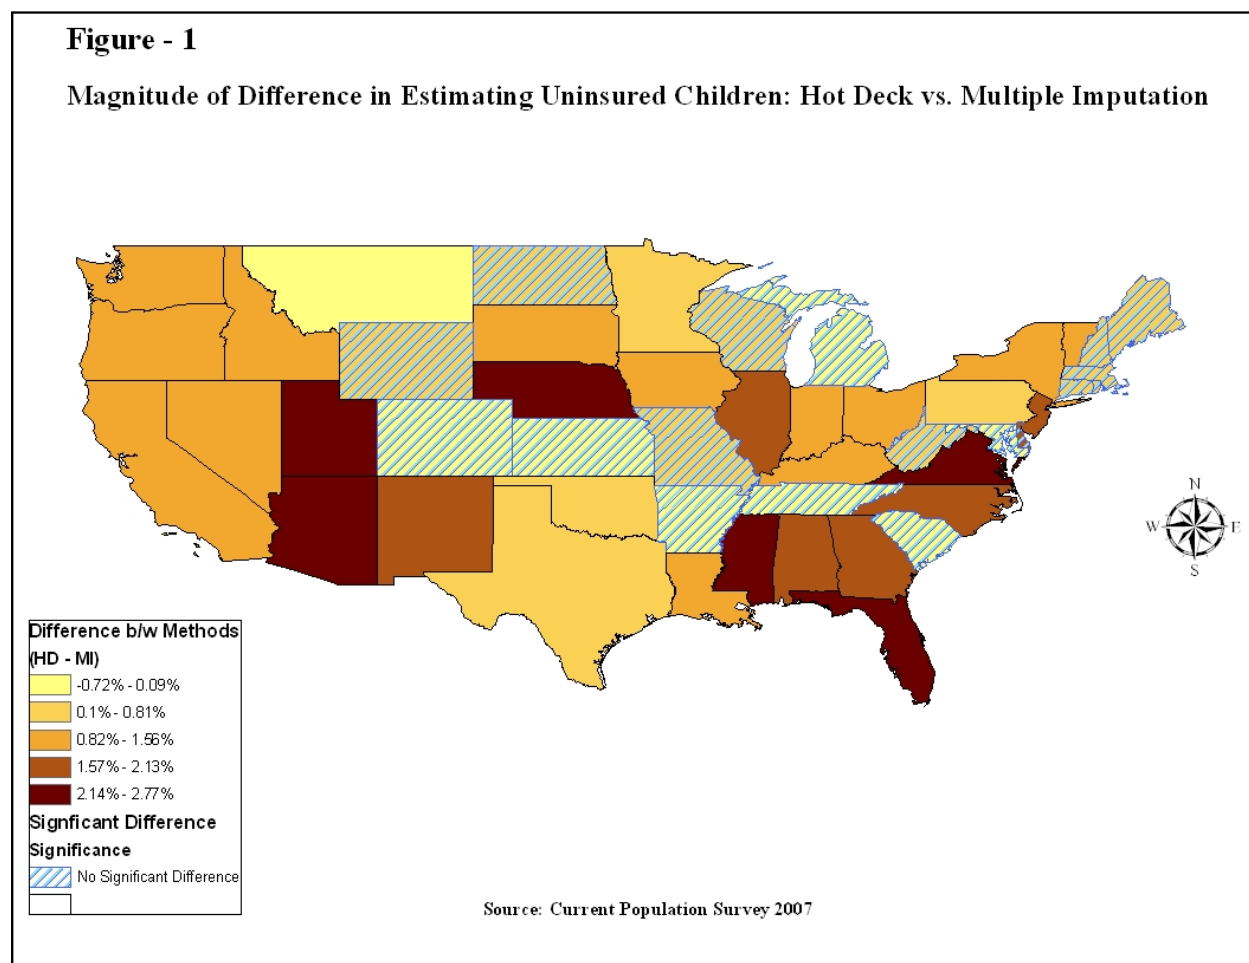 Figure - 1
Magnitude of Difference in Estimating Uninsured Children: Hot Deck vs. Multiple Imputation
N
W
E
S
Difference b/w Methods
(HD - MI)
-0.72% - 0.09%
0.1% - 0.81%
0.82% - 1.56%
1.57% - 2.13%
2.14% - 2.77%
Signficant Difference
Significance
No Significant Difference
Source: Current Population Survey 2007